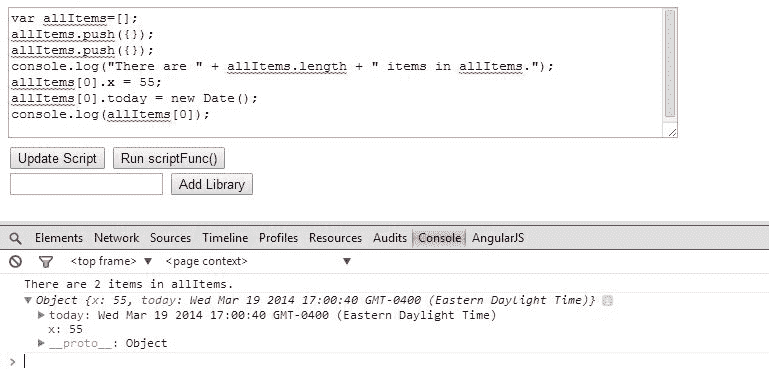 var allItems=[];
allItems.push({});
allItems.push({});
console.log("There are " + allItems.length + " items in allItems.");
allItems[0].x = 55;
allItems[0].today = new Date();
console.log(allItems[0]);
Update Script Run scriptFunc()
Add Library
Elements Network Sources Timeline Profiles Resources Audits Console AngularJS
<top frame> ▼ <page context> ▼
There are 2 items in allItems.
▼Object {x: 55, today: Wed Mar 19 2014 17:00:40 GMT-0400 (Eastern Daylight Time)}
▶today: Wed Mar 19 2014 17:00:40 GMT-0400 (Eastern Daylight Time)
x: 55
▶__proto__: Object
>